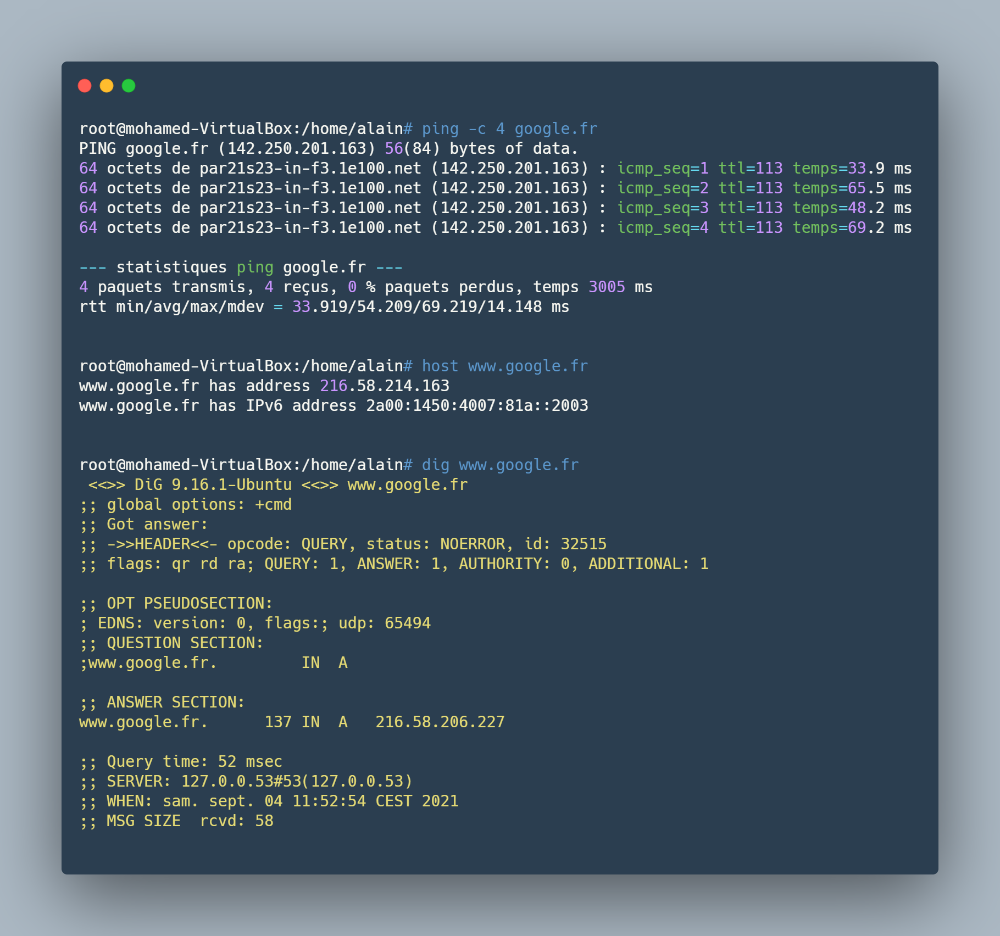 root@mohamed-VirtualBox:/home/alain# ping -c 4 google.fr
PING google.fr (142.250.201.163) 56(84) bytes of data.
64 octets de par21s23-in-f3.1e100.net (142.250.201.163) : icmp_seq=1 ttl=113 temps=33.9 ms
64 octets de par21s23-in-f3.1e100.net (142.250.201.163) : icmp_seq=2 ttl=113 temps=65.5 ms
64 octets de par21s23-in-f3.1e100.net (142.250.201.163) : icmp_seq=3 ttl=113 temps=48.2 ms
64 octets de par21s23-in-f3.1e100.net (142.250.201.163) : icmp_seq=4 ttl=113 temps=69.2 ms

--- statistiques ping google.fr ---
4 paquets transmis, 4 reçus, 0 % paquets perdus, temps 3005 ms
rtt min/avg/max/mdev = 33.919/54.209/69.219/14.148 ms

root@mohamed-VirtualBox:/home/alain# host www.google.fr
www.google.fr has address 216.58.214.163
www.google.fr has IPv6 address 2a00:1450:4007:81a::2003

root@mohamed-VirtualBox:/home/alain# dig www.google.fr
 <<>> DiG 9.16.1-Ubuntu <<>> www.google.fr
;; global options: +cmd
;; Got answer:
;; ->>HEADER<<- opcode: QUERY, status: NOERROR, id: 32515
;; flags: qr rd ra; QUERY: 1, ANSWER: 1, AUTHORITY: 0, ADDITIONAL: 1

;; OPT PSEUDOSECTION:
; EDNS: version: 0, flags:; udp: 65494
;; QUESTION SECTION:
;www.google.fr.         IN  A

;; ANSWER SECTION:
www.google.fr.      137 IN  A   216.58.206.227

;; Query time: 52 msec
;; SERVER: 127.0.0.53#53(127.0.0.53)
;; WHEN: sam. sept. 04 11:52:54 CEST 2021
;; MSG SIZE  rcvd: 58